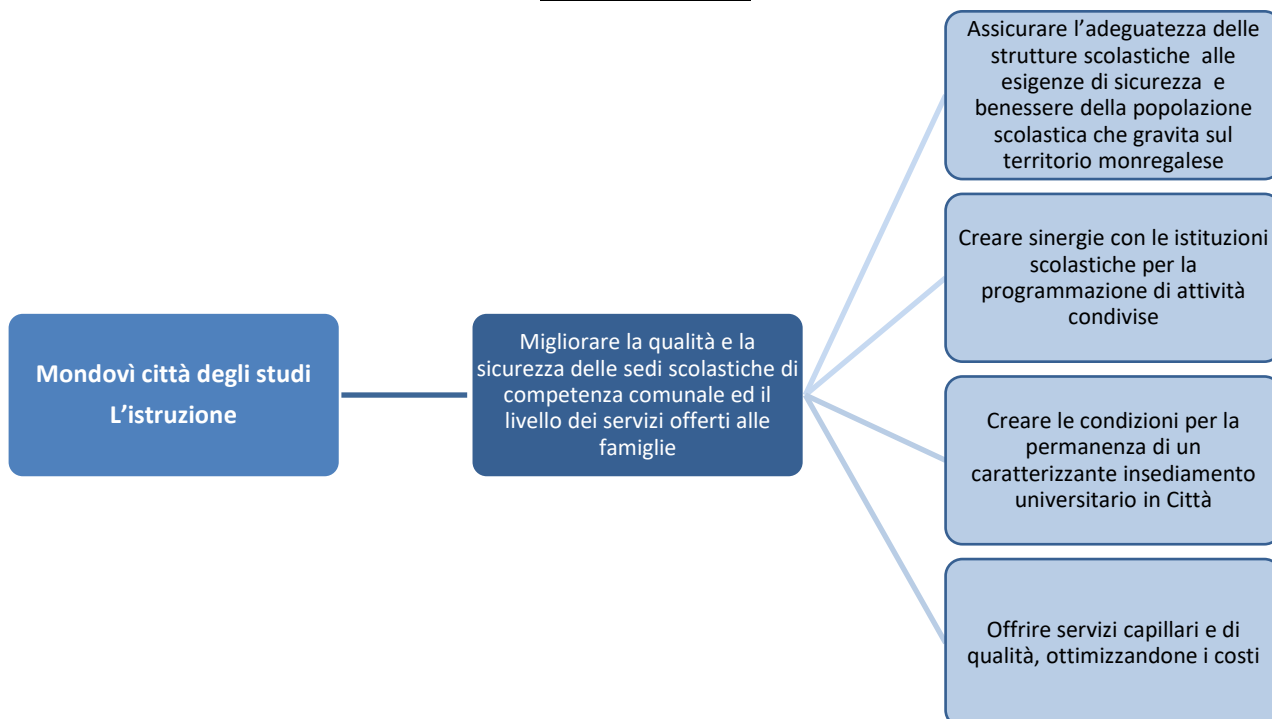 Mondovì città degli studi
L’istruzione
Migliorare la qualità e la
sicurezza delle sedi scolastiche di
competenza comunale ed il
livello dei servizi offerti alle
famiglie
Assicurare l’adeguatezza delle
strutture scolastiche alle
esigenze di sicurezza e
benessere della popolazione
scolastica che gravita sul
territorio monregalese
Creare sinergie con le istituzioni
scolastiche per la
programmazione di attività
condivise
Creare le condizioni per la
permanenza di un
caratterizzante insediamento
universitario in Città
Offrire servizi capillari e di
qualità, ottimizzandone i costi